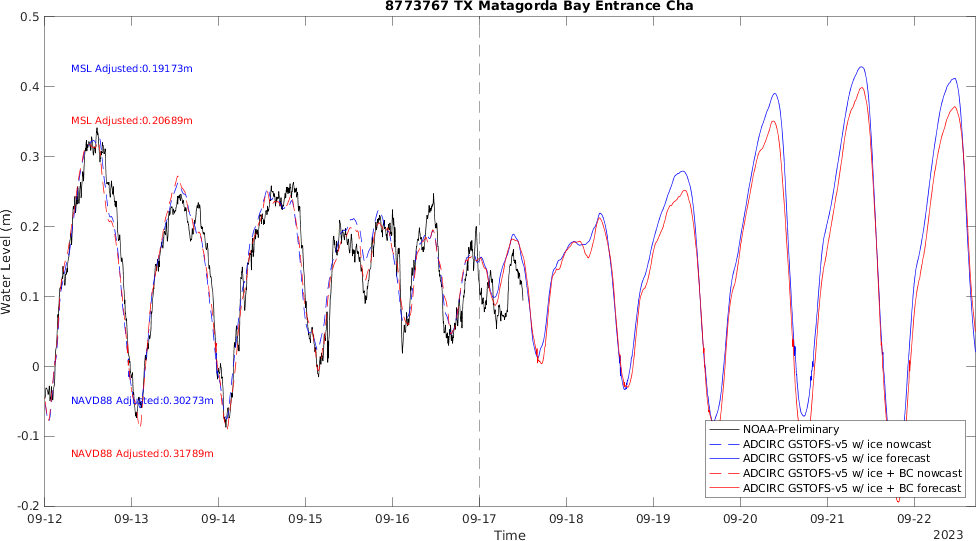 8773767 TX Matagorda Bay Entrance Cha
0.5
MSL Adjusted:0.19173m
0.4
MSL Adjusted:0.20689m
0.3
0.2
Water Level (m)
0.1
0
NAVD88 Adjusted:0.30273m
-0.1
NAVD88 Adjusted:0.31789m
-0.2
NOAA-Preliminary
ADCIRC GSTOFS-v5 w/ ice nowcast
ADCIRC GSTOFS-v5 w/ ice forecast
ADCIRC GSTOFS-v5 w/ ice + BC nowcast
ADCIRC GSTOFS-v5 w/ ice + BC forecast
09-12 09-13 09-14 09-15 09-16 09-17 09-18 09-19 09-20 09-21 09-22
Time
2023